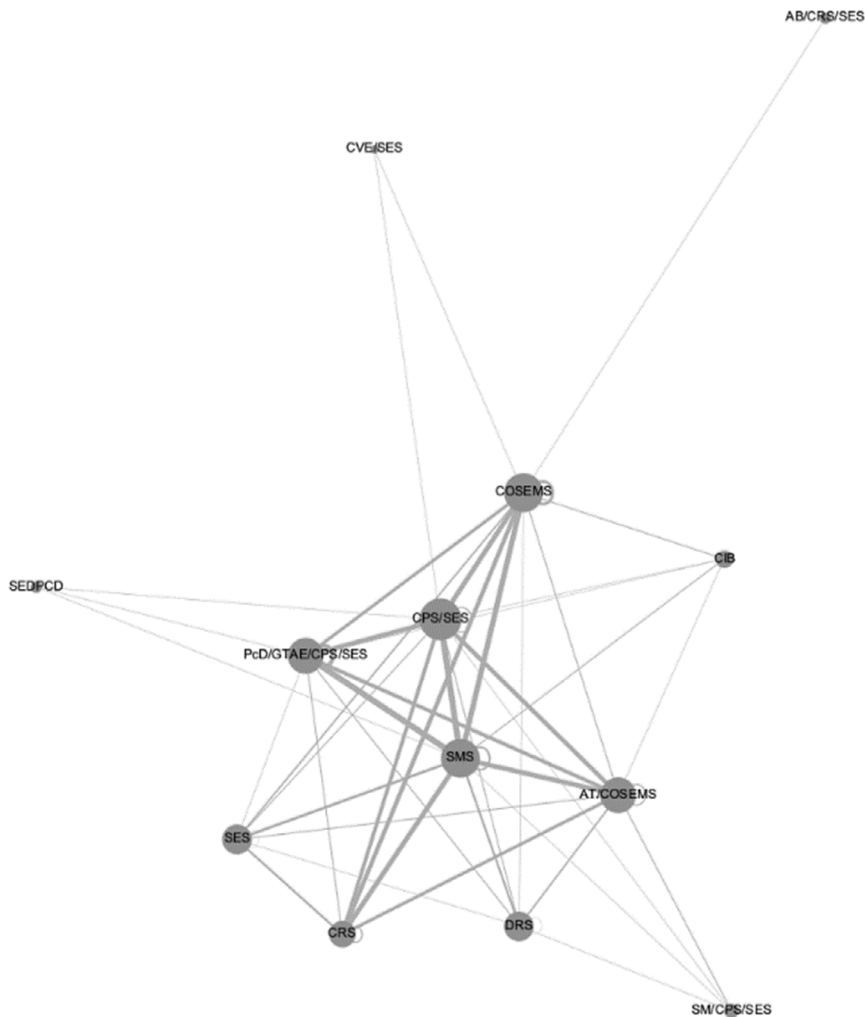 AB/CRS/SES
CVE/SES
COSEMS
CIB
SEDPCD
CPS/SES
PcD/GTAE/CPS/SES
SMS
AT/COSEMS
SES
CRS
DRS
SM/CPS/SES